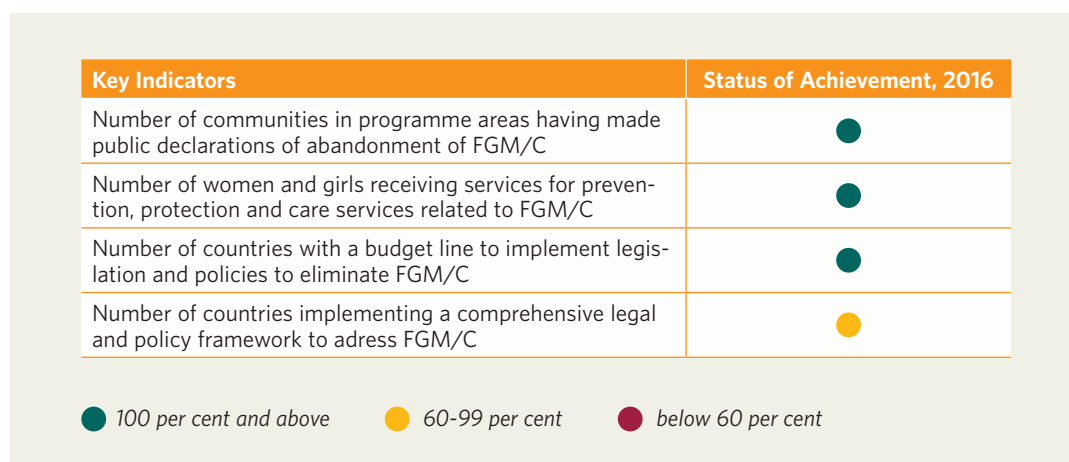 Key Indicators
Status of Achievement, 2016
Number of communities in programme areas having made
public declarations of abandonment of FGM/C
Number of women and girls receiving services for preven-
tion, protection and care services related to FGM/C
Number of countries with a budget line to implement legis-
lation and policies to eliminate FGM/C
Number of countries implementing a comprehensive legal
and policy framework to adress FGM/C
100 per cent and above
60-99 per cent
below 60 per cent